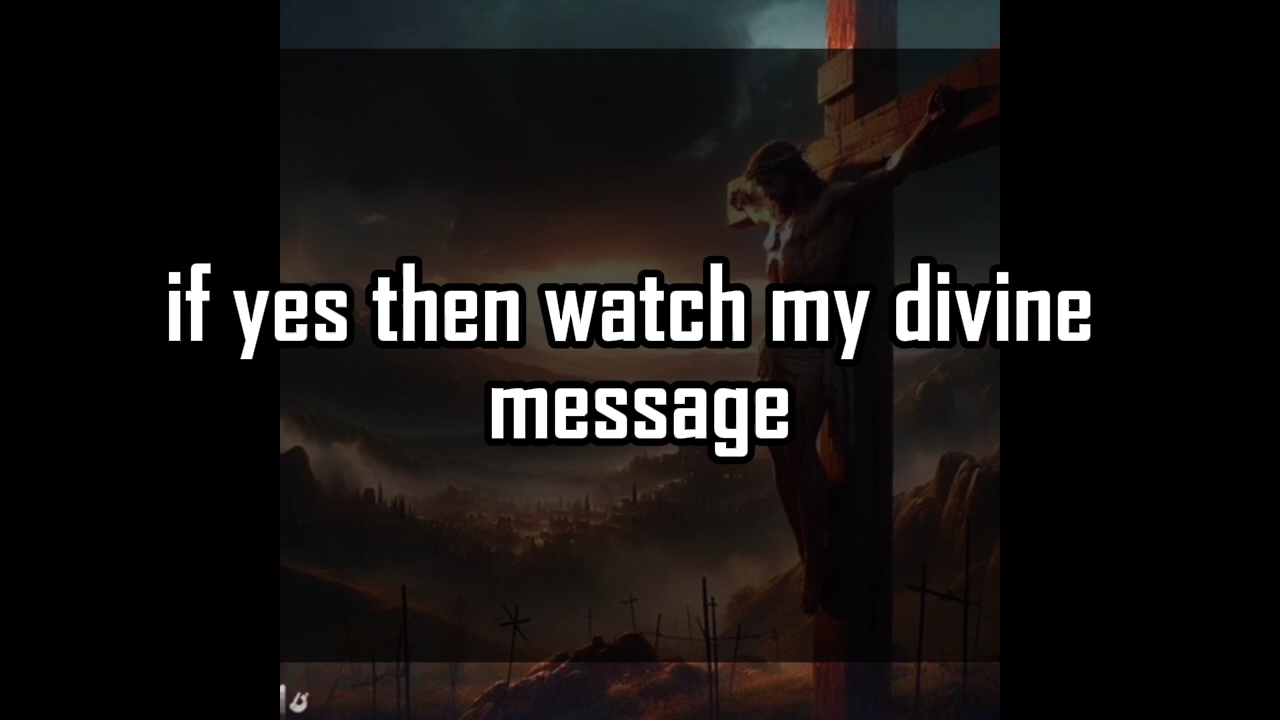 if yes then watch my divine
message